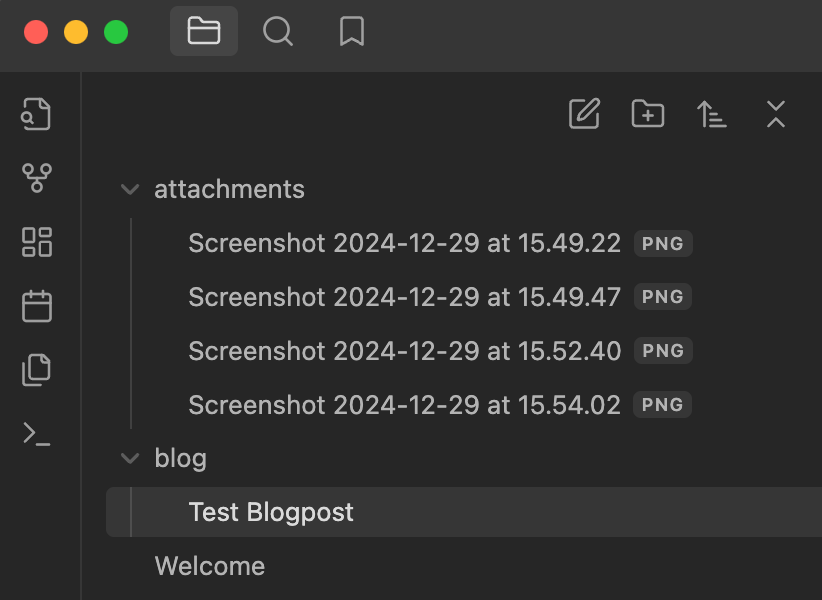 attachments
Screenshot 2024-12-29 at 15.49.22 PNG
Screenshot 2024-12-29 at 15.49.47 PNG
Screenshot 2024-12-29 at 15.52.40 PNG
Screenshot 2024-12-29 at 15.54.02 PNG
blog
Test Blogpost
Welcome